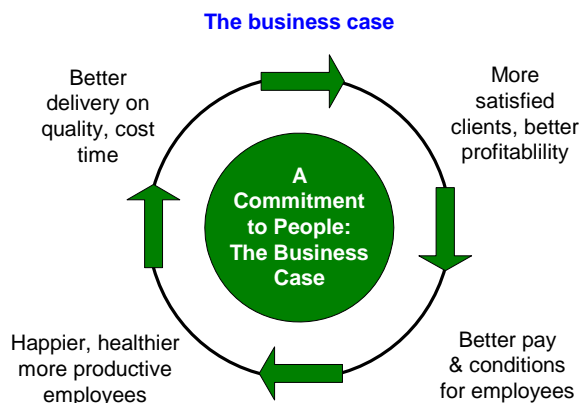 The business case
Better
delivery on
quality, cost
time
More
satisfied
clients, better
profitablility
A
Commitment
to People:
The Business
Case
Happier, healthier
more productive
employees
Better pay
& conditions
for employees